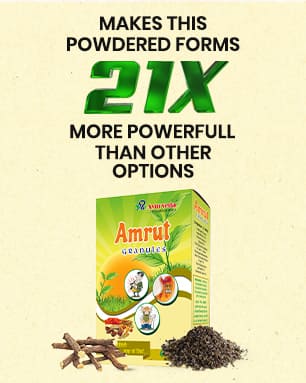 MAKES THIS
POWDERED FORMS
21X
MORE POWERFULL
THAN OTHER
OPTIONS
Amrut
GRANULES